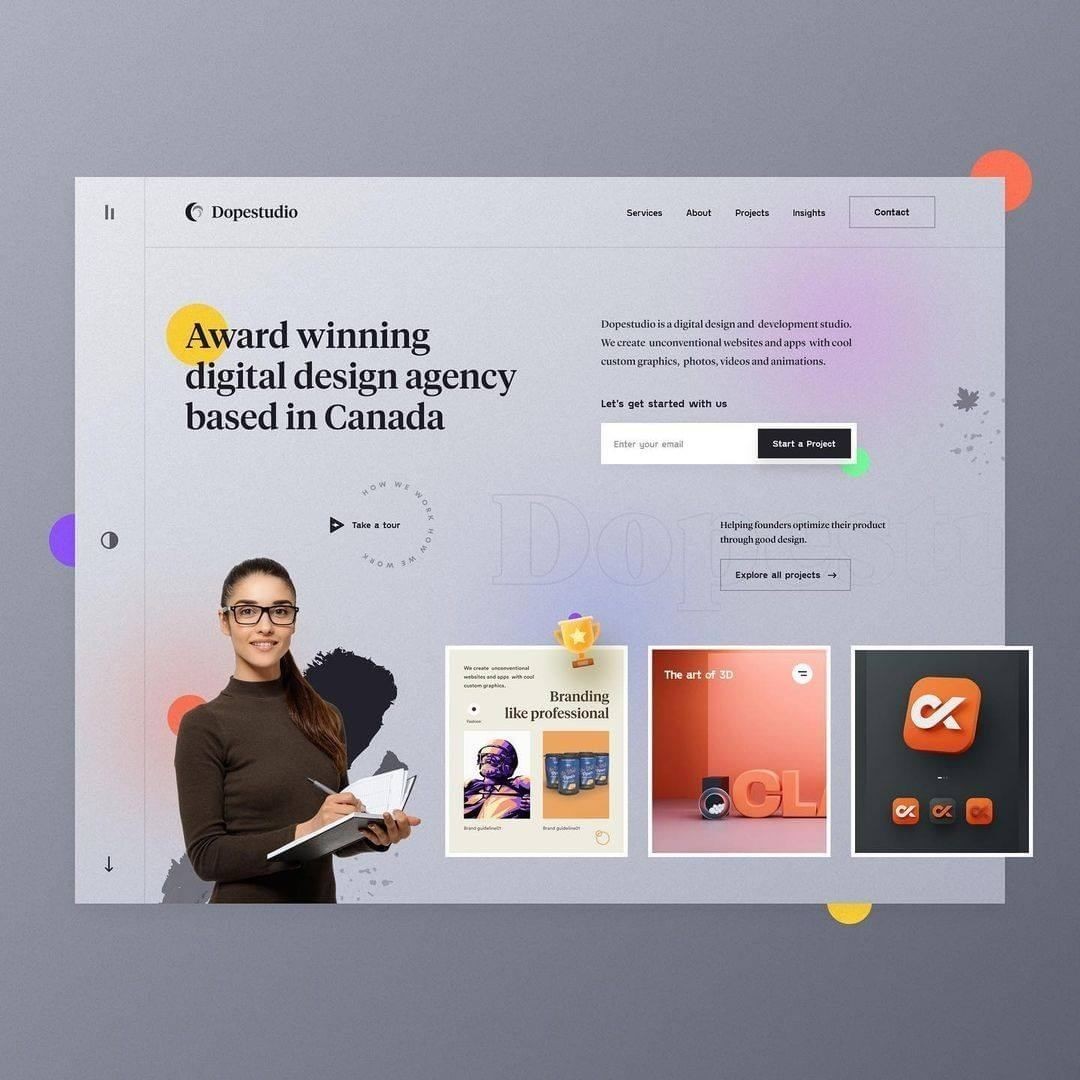 Dopestudio
Services
About
Projects
Insights
Contact
Award winning
digital design agency
based in Canada
Dopestudio is a digital design and development studio.
We create unconventional websites and apps with cool
custom graphics, photos, videos and animations.
Let's get started with us
Enter your email
Start a Project
HOW WE WORK HOW WE WORK
Take a tour
Dopest
Helping founders optimize their product
through good design.
Explore all projects →
We create unconventional
websites and apps with cool
custom graphics.
Branding
like professional
Fashion
Brand guideline01
Brand guideline01
The art of 3D
CLA